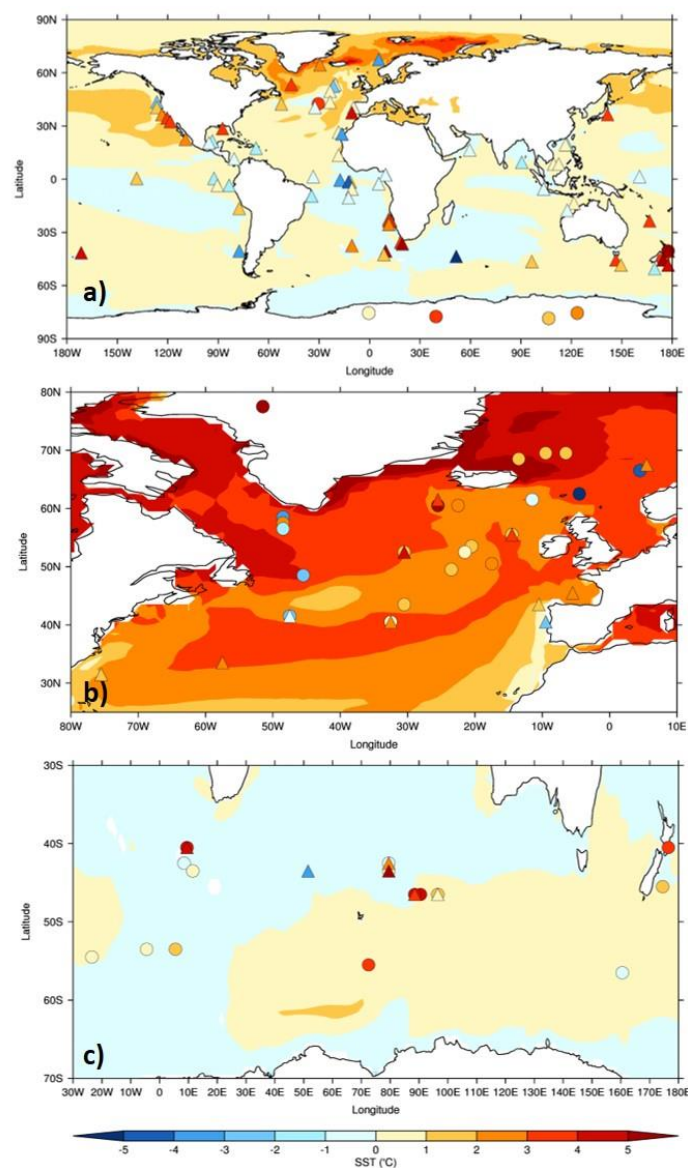 90N
60N
30N
0
30S
60S
90S
Latitude
a)
180W 150W 120W 90W 60W 30W 0 30E 60E 90E 120E 150E 180E
Longitude
80N
70N
60N
50N
40N
30N
Latitude
b)
80W 70W 60W 50W 40W 30W 20W 10W 0 10E
Longitude
30S
40S
50S
60S
70S
Latitude
c)
30W 20W 10W 0 10E 20E 30E 40E 50E 60E 70E 80E 90E 100E 110E 120E 130E 140E 150E 160E 170E 180E
Longitude
-5 -4 -3 -2 -1 0 1 2 3 4 5
SST (°C)